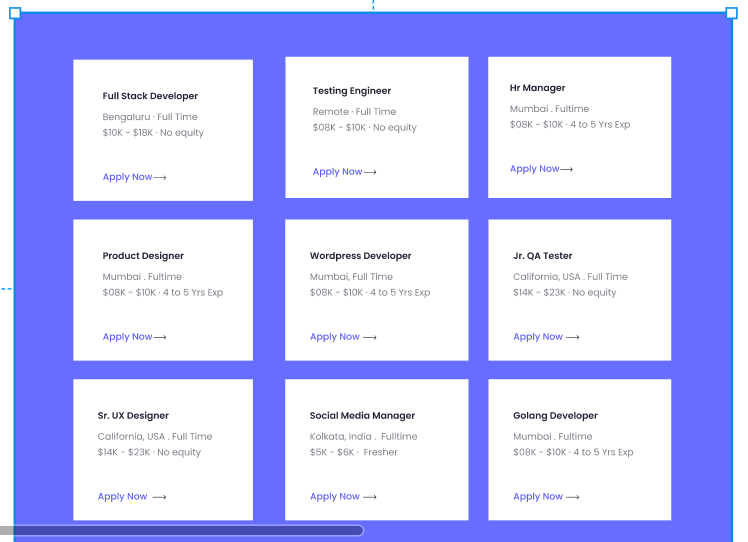 Full Stack Developer
Bengaluru · Full Time
$10K - $18K · No equity
Apply Now
Testing Engineer
Remote · Full Time
$08K - $10K · No equity
Apply Now
Hr Manager
Mumbai . Fultime
$08K - $10K · 4 to 5 Yrs Exp
Apply Now
Product Designer
Mumbai . Fultime
$08K - $10K · 4 to 5 Yrs Exp
Apply Now
Wordpress Developer
Mumbai, Full Time
$08K - $10K · 4 to 5 Yrs Exp
Apply Now
Jr. QA Tester
California, USA . Full Time
$14K - $23K · No equity
Apply Now
Sr. UX Designer
California, USA . Full Time
$14K - $23K · No equity
Apply Now
Social Media Manager
Kolkata, India . Fulltime
$5K - $6K · Fresher
Apply Now
Golang Developer
Mumbai . Fultime
$08K - $10K · 4 to 5 Yrs Exp
Apply Now